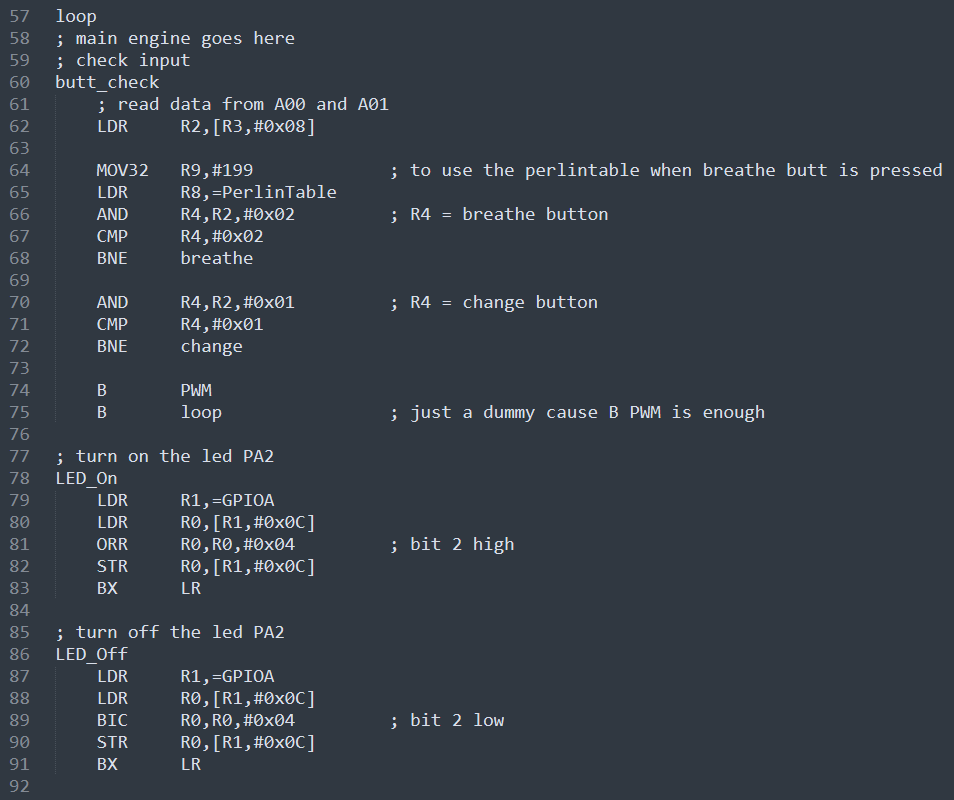 57 loop
58 ; main engine goes here
59 ; check input
60 butt_check
61     ; read data from A00 and A01
62     LDR     R2,[R3,#0x08]
63
64     MOV32   R9,#199             ; to use the perlintable when breathe butt is pressed
65     LDR     R8,=PerlinTable
66     AND     R4,R2,#0x02         ; R4 = breathe button
67     CMP     R4,#0x02
68     BNE     breathe
69
70     AND     R4,R2,#0x01         ; R4 = change button
71     CMP     R4,#0x01
72     BNE     change
73
74     B       PWM
75     B       loop                ; just a dummy cause B PWM is enough
76
77 ; turn on the led PA2
78 LED_On
79     LDR     R1,=GPIOA
80     LDR     R0,[R1,#0x0C]
81     ORR     R0,R0,#0x04         ; bit 2 high
82     STR     R0,[R1,#0x0C]
83     BX      LR
84
85 ; turn off the led PA2
86 LED_Off
87     LDR     R1,=GPIOA
88     LDR     R0,[R1,#0x0C]
89     BIC     R0,R0,#0x04         ; bit 2 low
90     STR     R0,[R1,#0x0C]
91     BX      LR
92